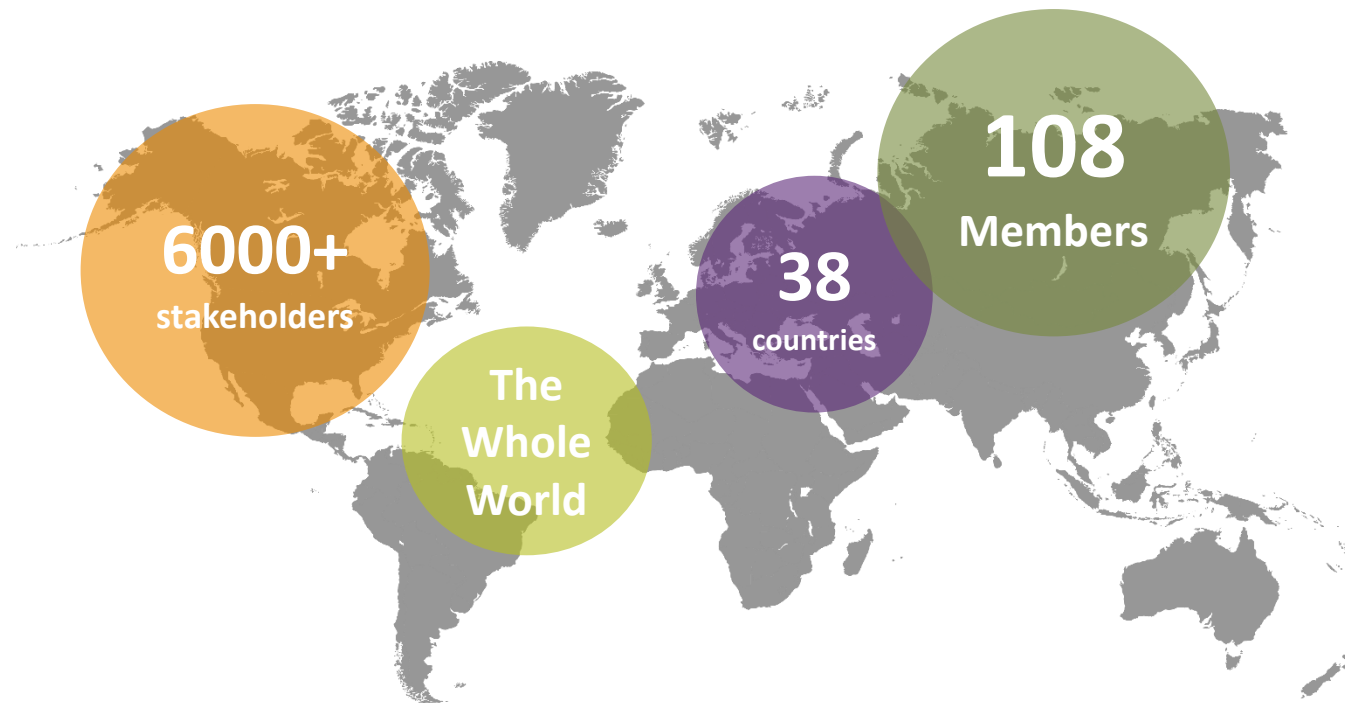 6000+
stakeholders
The
Whole
World
38
countries
108
Members